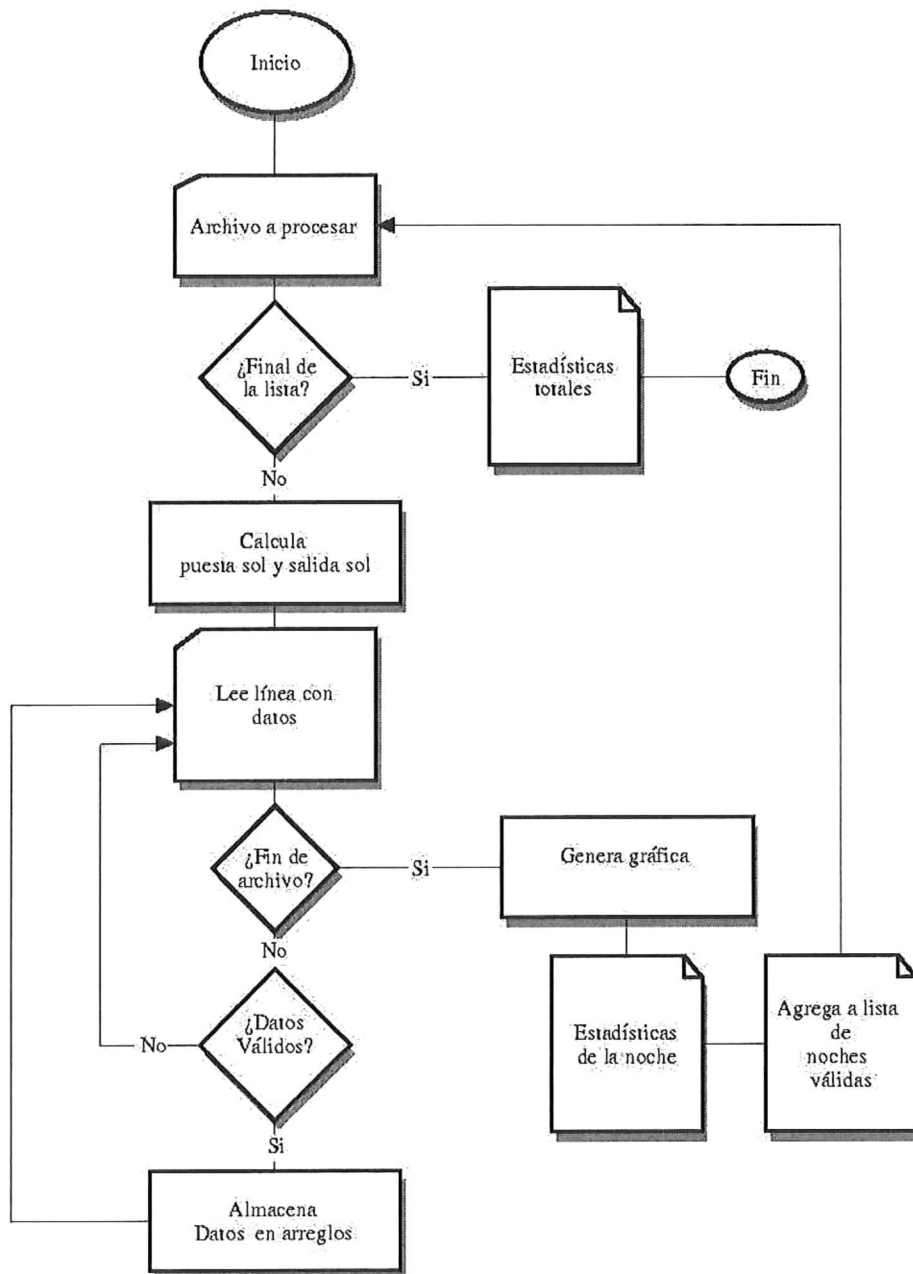 Inicio
Archivo a procesar
¿Final de
la lista?
Si
Estadísticas
totales
Fin
No
Calcula
puesta sol y salida sol
Lee línea con
datos
¿Fin de
archivo?
Si
Genera gráfica
No
¿Datos
Válidos?
No
Estadísticas
de la noche
Agrega a lista
de
noches
válidas
Si
Almacena
Datos en arreglos